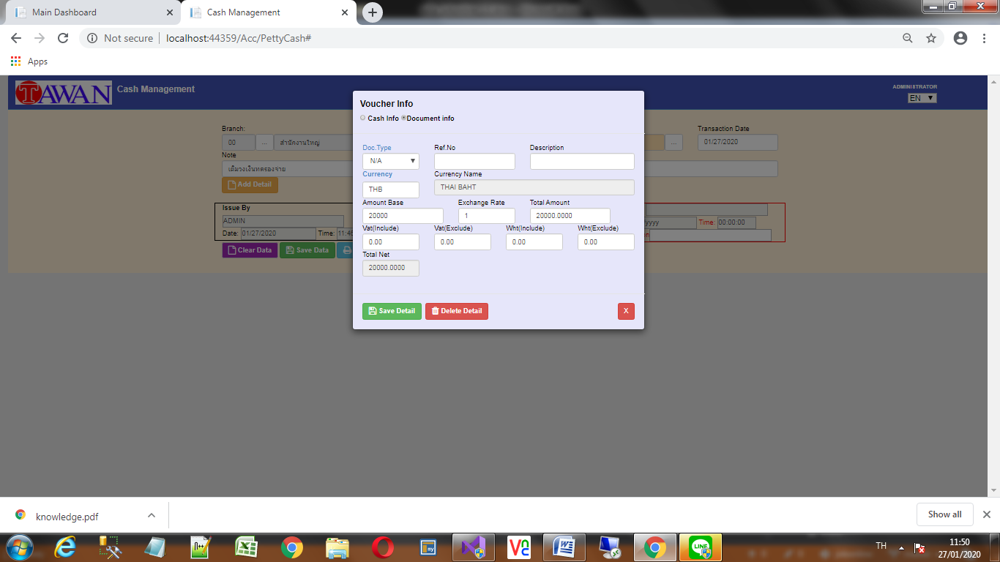 Main Dashboard
Cash Management
Not secure
localhost:44359/Acc/PettyCash#
Apps
TAWAN
Cash Management
ADMINISTRATOR
EN
Branch:
00
...
สำนักงานใหญ่
...
Transaction Date
01/27/2020
Note
เติมวงเงินทดรองจ่าย
Add Detail
Issue By
ADMIN
Date: 01/27/2020 Time: 11:46
yyyy Time: 00:00:00
Clear Data
Save Data
Voucher Info
Cash Info Document info
Doc.Type Ref.No Description
N/A
Currency Currency Name
THB THAI BAHT
Amount Base Exchange Rate Total Amount
20000 1 20000.0000
Vat(Include) Vat(Exclude) Wht(Include) Wht(Exclude)
0.00 0.00 0.00 0.00
Total Net
20000.0000
Save Detail Delete Detail X
knowledge.pdf
Show all
TH
11:50
27/01/2020